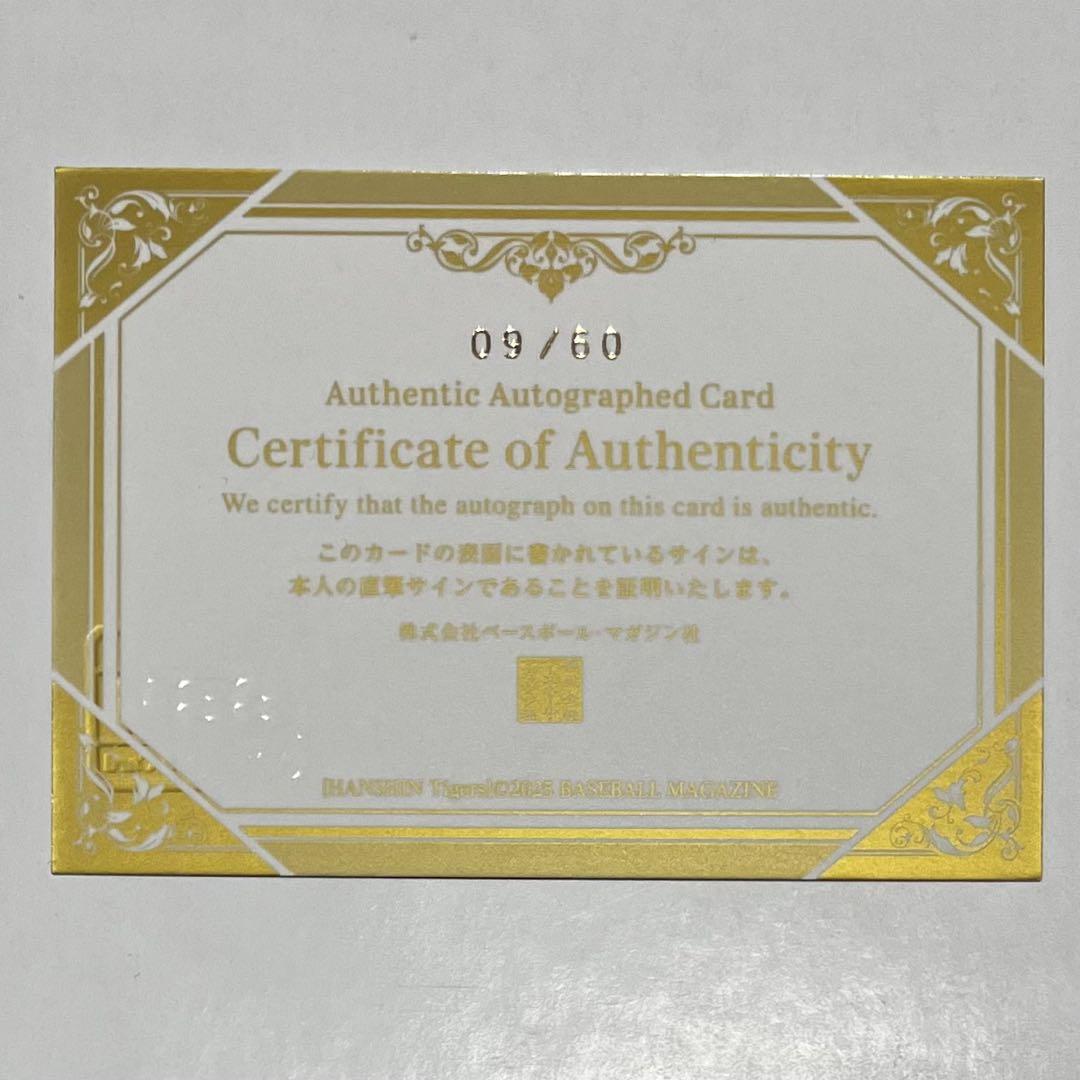 09/60
Authentic Autographed Card
Certificate of Authenticity
We certify that the autograph on this card is authentic.
このカードの表面に書かれているサインは、
本人の直筆サインであることを証明いたします。
株式会社ベースボール・マガジン社
[HANSHIN Tigers]©2025 BASEBALL MAGAZINE